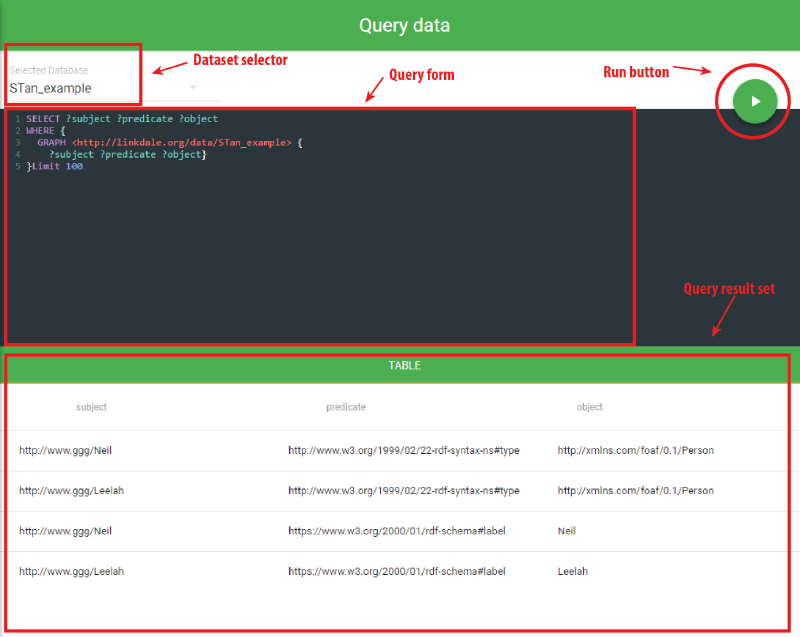 Query data
Dataset selector
Selected Database
STan_example
Query form
Run button
1 SELECT ?subject ?predicate ?object
2 WHERE {
3 GRAPH <http://linkdale.org/data/STan_example> {
4 ?subject ?predicate ?object}
5 }Limit 100
Query result set
TABLE
subject predicate object
http://www.ggg/Neil http://www.w3.org/1999/02/22-rdf-syntax-ns#type http://xmlns.com/foaf/0.1/Person
http://www.ggg/Leelah http://www.w3.org/1999/02/22-rdf-syntax-ns#type http://xmlns.com/foaf/0.1/Person
http://www.ggg/Neil https://www.w3.org/2000/01/rdf-schema#label Neil
http://www.ggg/Leelah https://www.w3.org/2000/01/rdf-schema#label Leelah